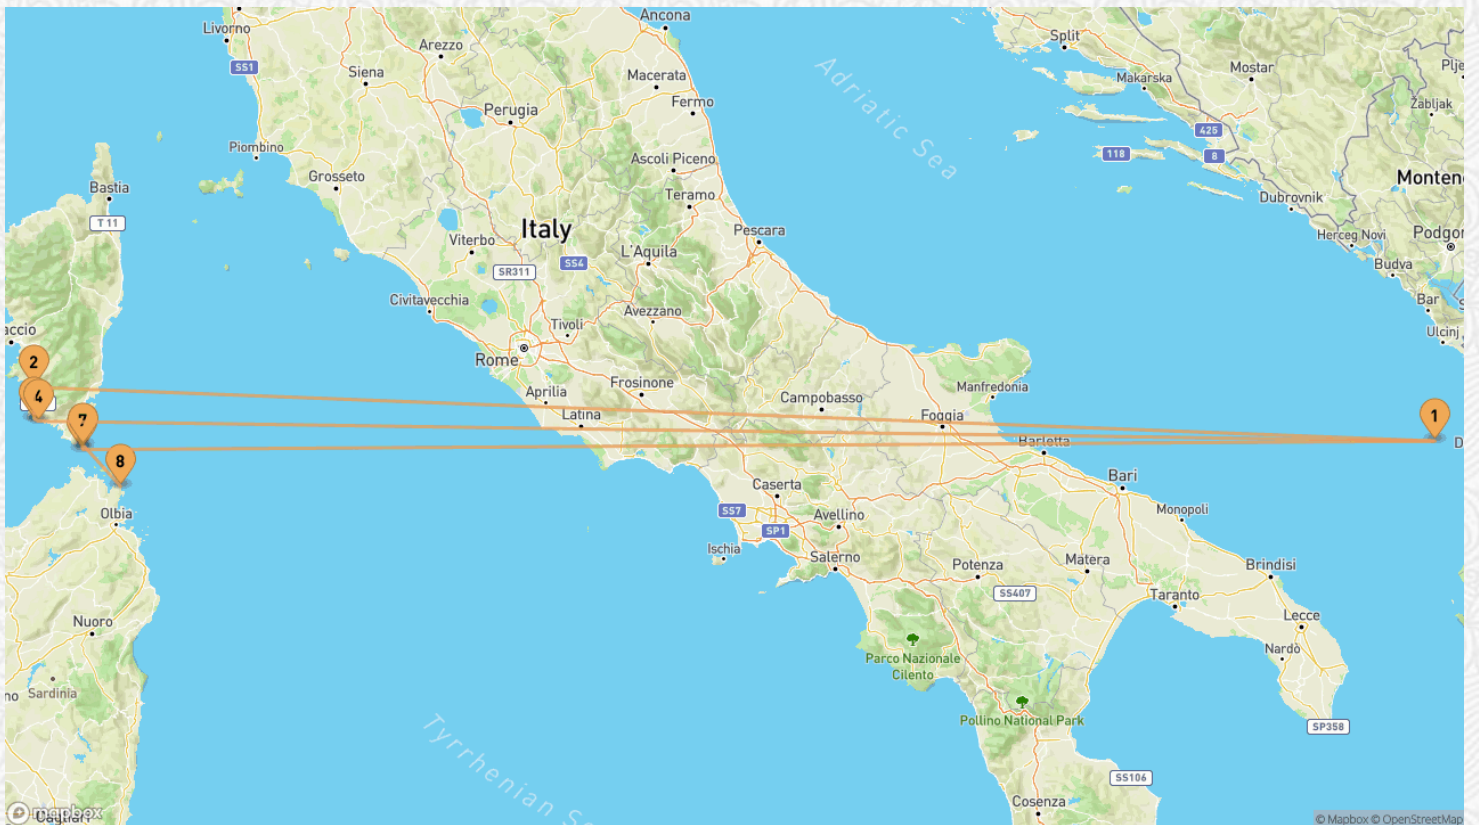 Ancona
Livorno
Arezzo
Split
SS1
Siena
Macerata
Mostar
Makarska
Perugia
Fermo
Žabljak
425
Piombino
Ascoli Piceno
118
8
Adriatic Sea
Grosseto
Bastia
Teramo
Dubrovnik
T 11
Italy
Pescara
Herceg Novi
Viterbo
L'Aquila
SR311
SS4
Budva
Civitavecchia
Bar
Avezzano
Tivoli
Ulcinj
Rome
2
Frosinone
Manfredonia
4
Aprilia
Campobasso
Latina
Foggia
1
7
Barletta
8
Bari
Caserta
Olbia
SS7
Avellino
Monopoli
SP1
Ischia
Salerno
Potenza
Matera
Brindisi
SS407
Taranto
Nuoro
Lecce
Parco Nazionale
Cilento
Nardò
Sardinia
Pollino National Park
SP358
Tyrrhenian
SS106
Cosenza
mapbox
Cagliari
© Mapbox © OpenStreetMap